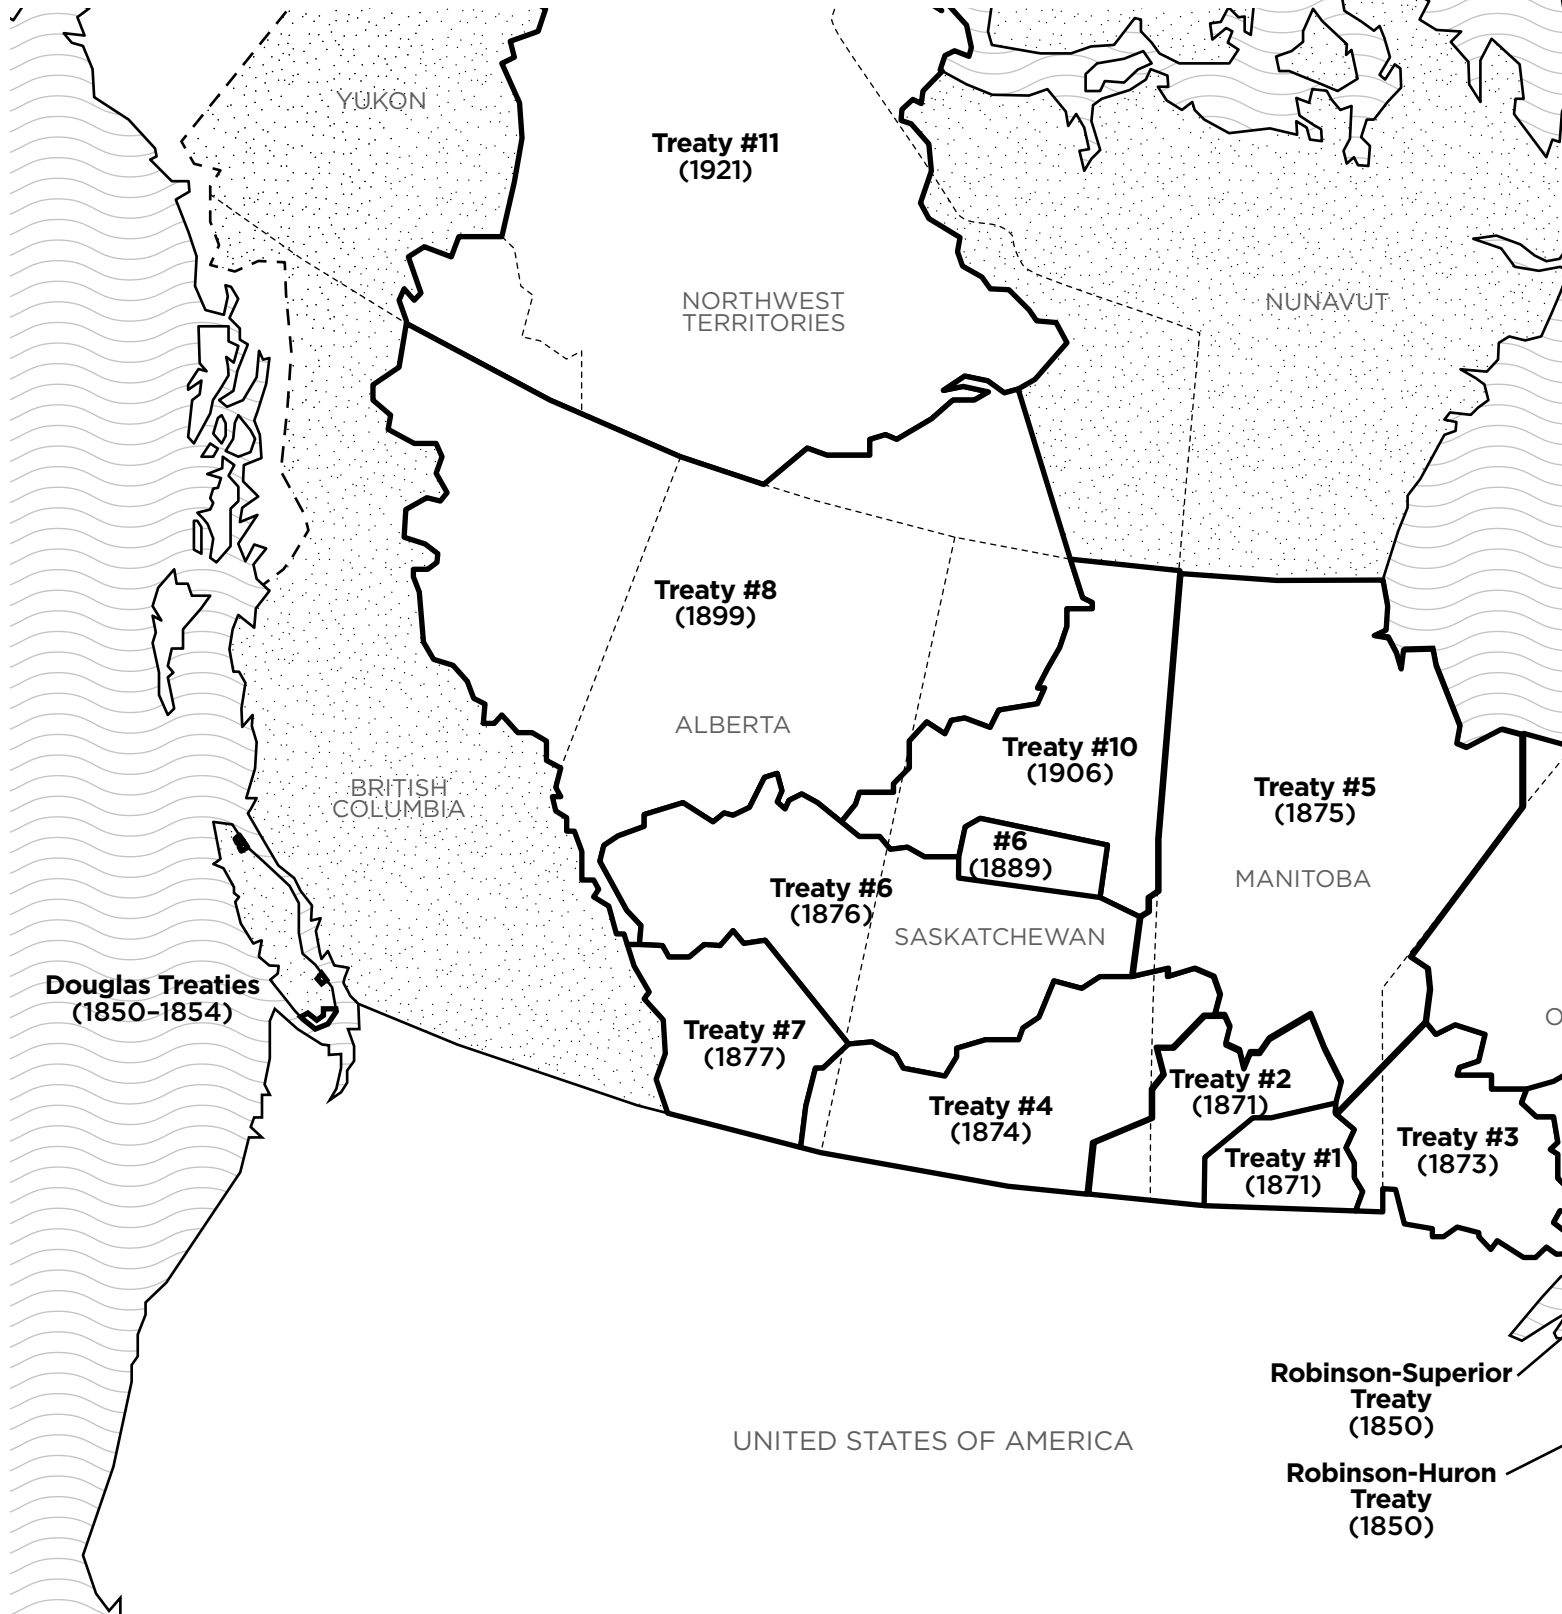 YUKON
Treaty #11
(1921)
NORTHWEST
TERRITORIES
NUNAVUT
Treaty #8
(1899)
ALBERTA
Treaty #10
(1906)
BRITISH
COLUMBIA
Treaty #5
(1875)
#6
(1889)
MANITOBA
Treaty #6
(1876)
SASKATCHEWAN
Douglas Treaties
(1850–1854)
O
Treaty #7
(1877)
Treaty #2
(1871)
Treaty #4
(1874)
Treaty #3
(1873)
Treaty #1
(1871)
Robinson-Superior
Treaty
(1850)
UNITED STATES OF AMERICA
Robinson-Huron
Treaty
(1850)